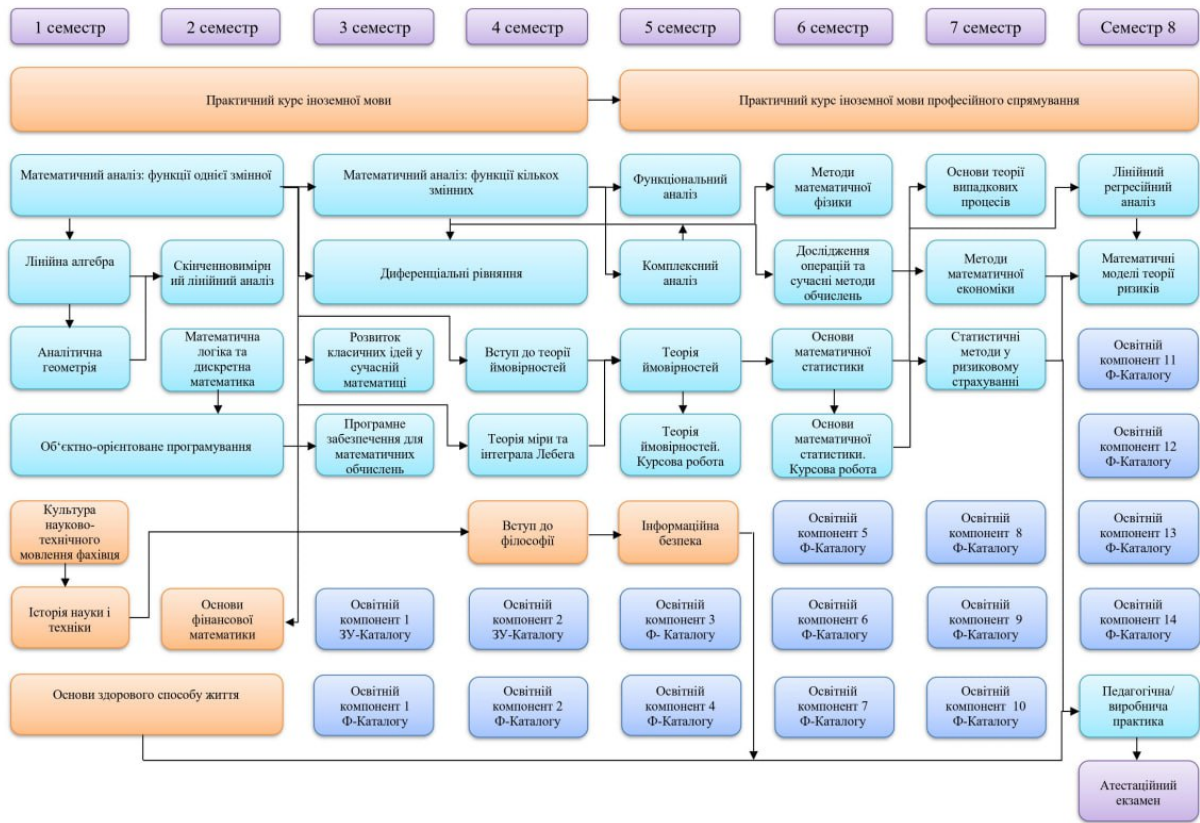 1 семестр
2 семестр
3 семестр
4 семестр
5 семестр
6 семестр
7 семестр
Семестр 8
Практичний курс іноземної мови
Практичний курс іноземної мови професійного спрямування
Математичний аналіз: функції однієї змінної
Математичний аналіз: функції кількох
змінних
Функціональний
аналіз
Методи
математичної
фізики
Основи теорії
випадкових
процесів
Лінійний
регресійний
аналіз
Лінійна алгебра
Скінченновимірн
ий лінійний аналіз
Диференціальні рівняння
Комплексний
аналіз
Дослідження
операцій та
сучасні методи
обчислень
Методи
математичної
економіки
Математичні
моделі теорії
ризиків
Аналітична
геометрія
Математична
логіка та
дискретна
математика
Розвиток
класичних ідей у
сучасній
математиці
Вступ до теорії
ймовірностей
Теорія
ймовірностей
Основи
математичної
статистики
Статистичні
методи у
ризиковому
страхуванні
Освітній
компонент 11
Ф-Каталогу
Об‘єктно-орієнтоване програмування
Програмне
забезпечення для
математичних
обчислень
Теорія міри та
інтеграла Лебега
Теорія
ймовірностей.
Курсова робота
Основи
математичної
статистики.
Курсова робота
Освітній
компонент 12
Ф-Каталогу
Культура
науково-
технічного
мовлення фахівця
Вступ до
філософії
Інформаційна
безпека
Освітній
компонент 5
Ф-Каталогу
Освітній
компонент 8
Ф-Каталогу
Освітній
компонент 13
Ф-Каталогу
Історія науки і
техніки
Основи
фінансової
математики
Освітній
компонент 1
ЗУ-Каталогу
Освітній
компонент 2
ЗУ-Каталогу
Освітній
компонент 3
Ф- Каталогу
Освітній
компонент 6
Ф-Каталогу
Освітній
компонент 9
Ф-Каталогу
Освітній
компонент 14
Ф-Каталогу
Основи здорового способу життя
Освітній
компонент 1
Ф-Каталогу
Освітній
компонент 2
Ф-Каталогу
Освітній
компонент 4
Ф-Каталогу
Освітній
компонент 7
Ф-Каталогу
Освітній
компонент 10
Ф-Каталогу
Педагогічна/
виробнича
практика
Атестаційний
екзамен